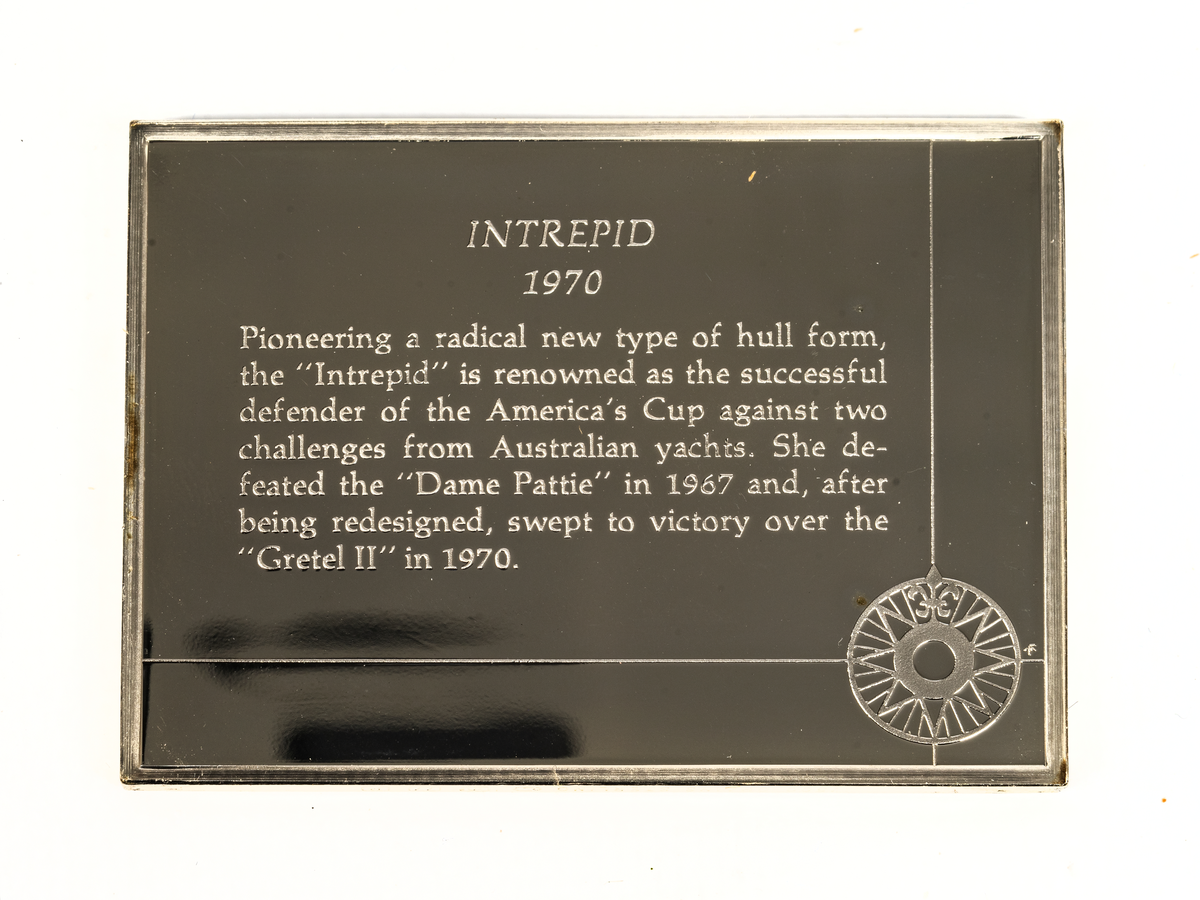 INTREPID
1970
Pioneering a radical new type of hull form,
the "Intrepid" is renowned as the successful
defender of the America's Cup against two
challenges from Australian yachts. She de-
feated the "Dame Pattie" in 1967 and, after
being redesigned, swept to victory over the
"Gretel II" in 1970.